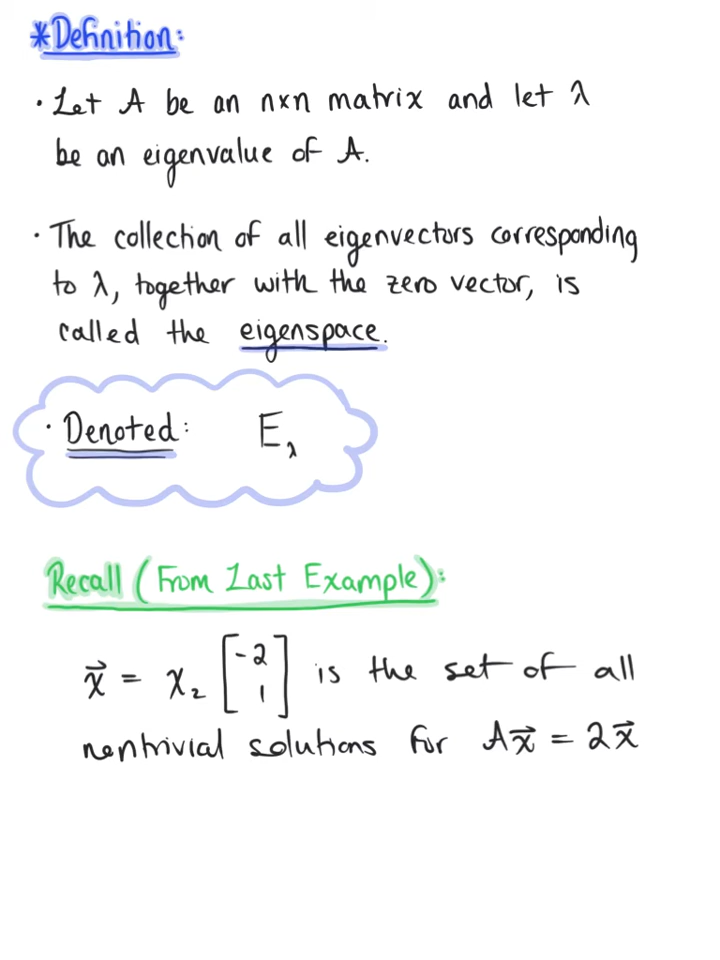 *Definition:
· Let A be an n×n matrix and let λ
be an eigenvalue of A.
· The collection of all eigenvectors corresponding
to λ, together with the zero vector, is
called the eigenspace.
· Denoted: E_λ
Recall (From Last Example):
x⃗ = x₂ [-2 1] is the set of all
nontrivial solutions for Ax⃗ = 2x⃗